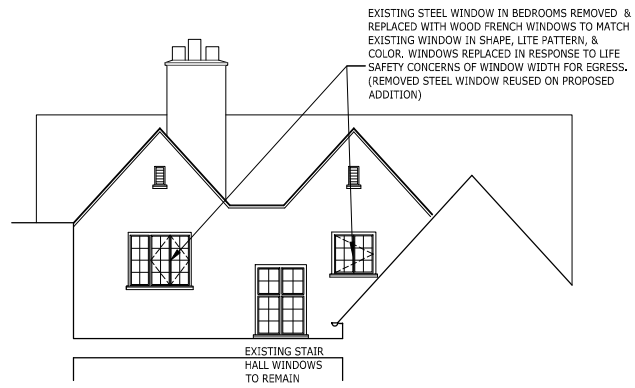 EXISTING STEEL WINDOW IN BEDROOMS REMOVED &
REPLACED WITH WOOD FRENCH WINDOWS TO MATCH
EXISTING WINDOW IN SHAPE, LITE PATTERN, &
COLOR. WINDOWS REPLACED IN RESPONSE TO LIFE
SAFETY CONCERNS OF WINDOW WIDTH FOR EGRESS.
(REMOVED STEEL WINDOW REUSED ON PROPOSED
ADDITION)
EXISTING STAIR
HALL WINDOWS
TO REMAIN